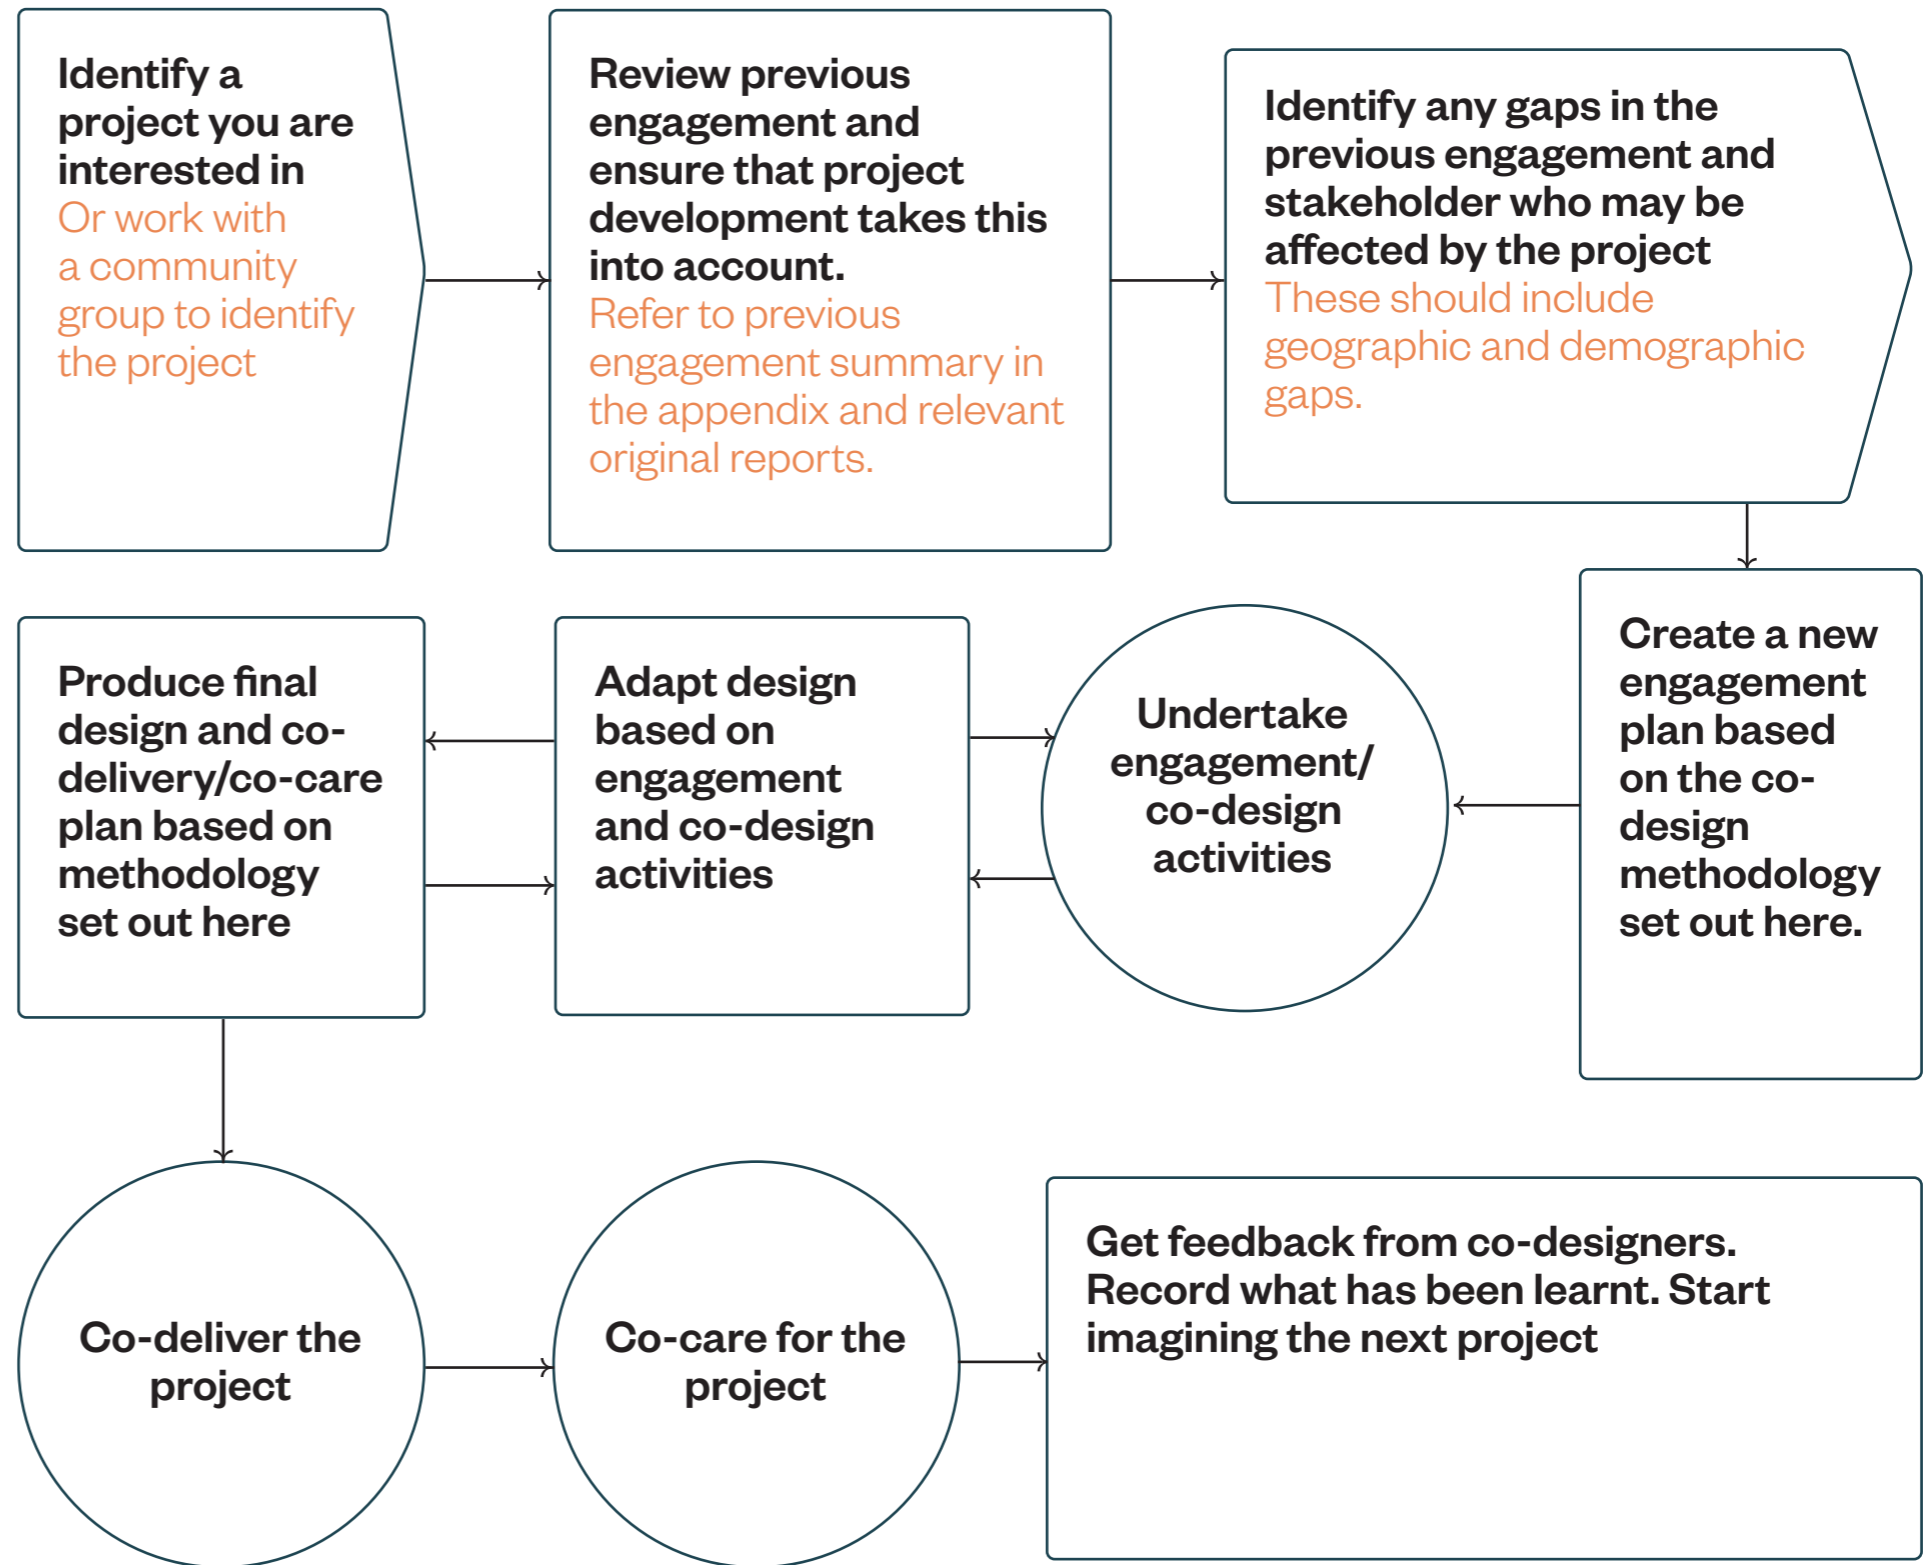 Identify a
project you are
interested in
Or work with
a community
group to identify
the project
Review previous
engagement and
ensure that project
development takes this
into account.
Refer to previous
engagement summary in
the appendix and relevant
original reports.
Identify any gaps in the
previous engagement and
stakeholder who may be
affected by the project
These should include
geographic and demographic
gaps.
Create a new
engagement
plan based
on the co-
design
methodology
set out here.
Undertake
engagement/
co-design
activities
Adapt design
based on
engagement
and co-design
activities
Produce final
design and co-
delivery/co-care
plan based on
methodology
set out here
Co-deliver the
project
Co-care for the
project
Get feedback from co-designers.
Record what has been learnt. Start
imagining the next project